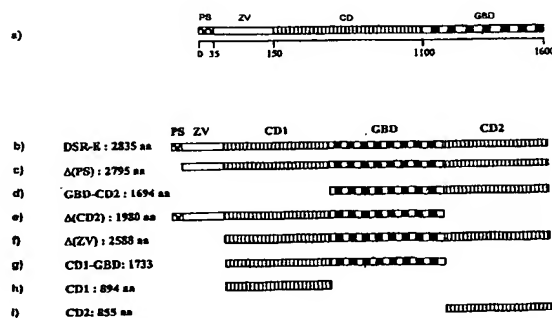 PS ZV CD GBD
a)
0 35 150 1100 1600
PS ZV CD1 GBD CD2
b) DSR-E : 2835 aa
c) Δ(PS) : 2795 aa
d) GBD-CD2 : 1694 aa
e) Δ(CD2) : 1980 aa
f) Δ(ZV) : 2588 aa
g) CD1-GBD: 1733
h) CD1 : 894 aa
i) CD2: 855 aa